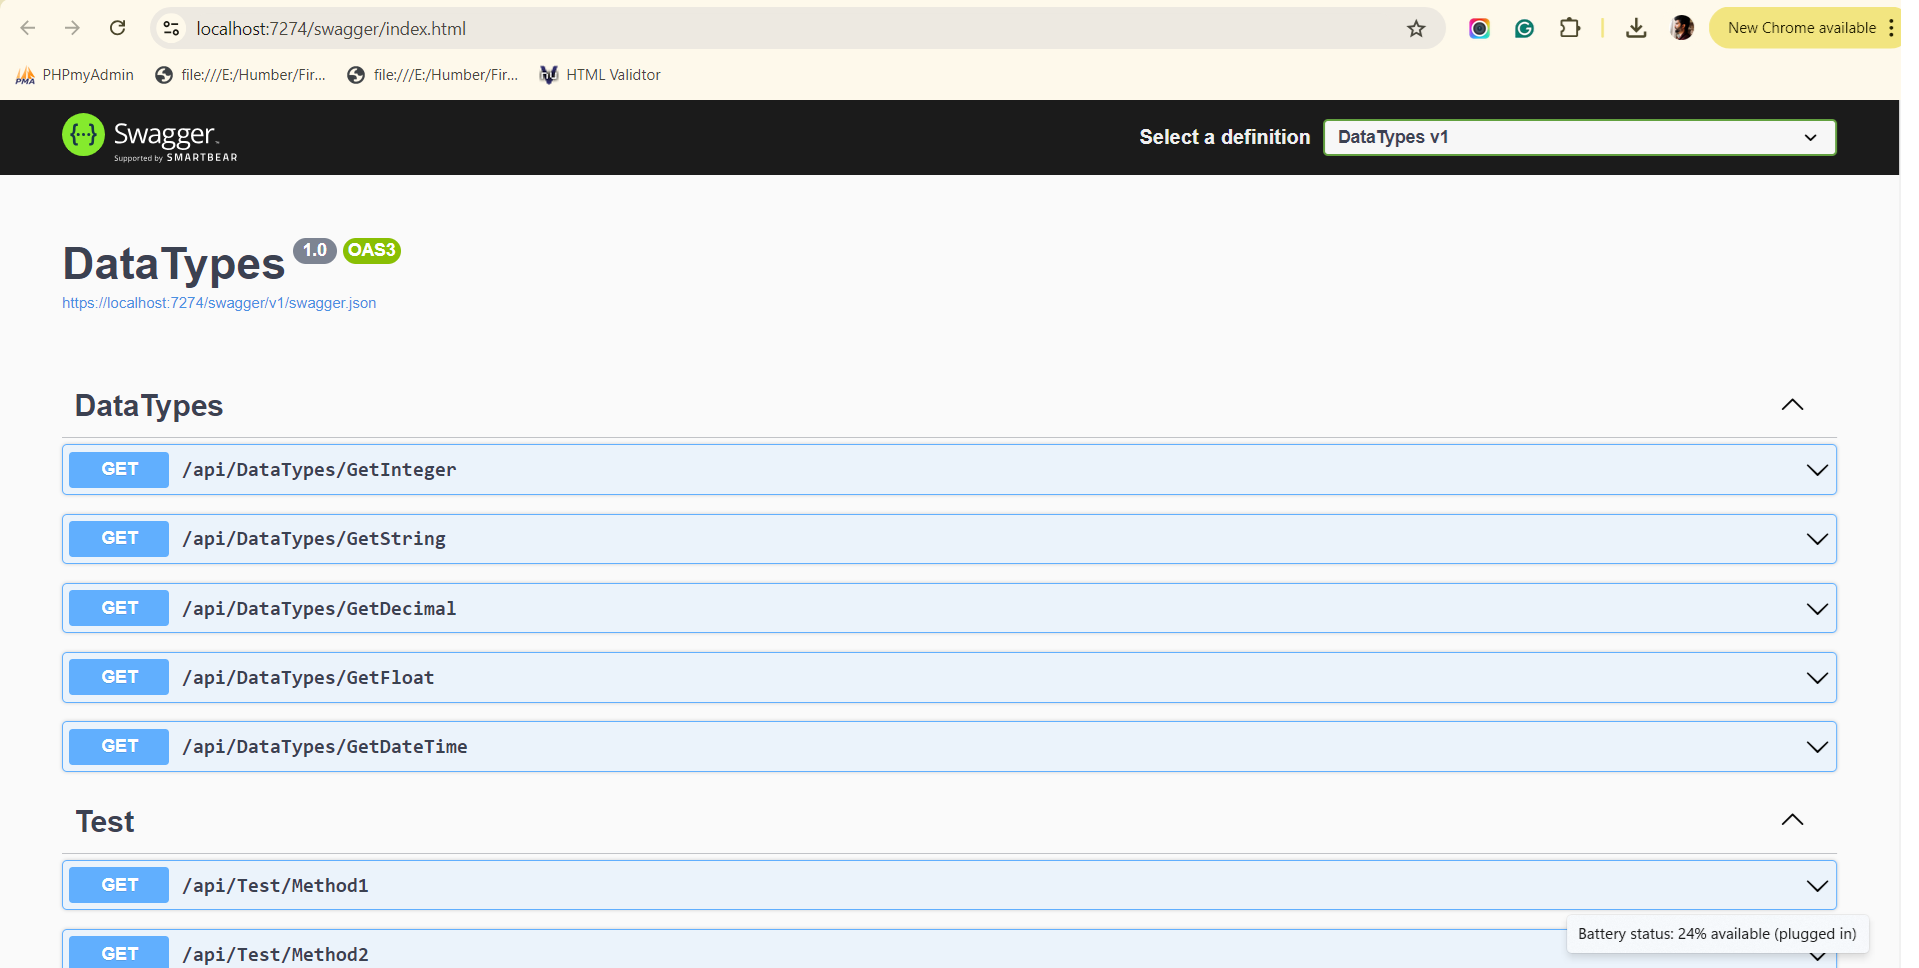 localhost:7274/swagger/index.html
New Chrome available
PMA PHPmyAdmin file:///E:/Humber/Fir... file:///E:/Humber/Fir... nu HTML Validtor
{...} Swagger
Supported by SMARTBEAR
Select a definition DataTypes v1
DataTypes 1.0 OAS3
https://localhost:7274/swagger/v1/swagger.json
DataTypes
GET /api/DataTypes/GetInteger
GET /api/DataTypes/GetString
GET /api/DataTypes/GetDecimal
GET /api/DataTypes/GetFloat
GET /api/DataTypes/GetDateTime
Test
GET /api/Test/Method1
GET /api/Test/Method2
Battery status: 24% available (plugged in)